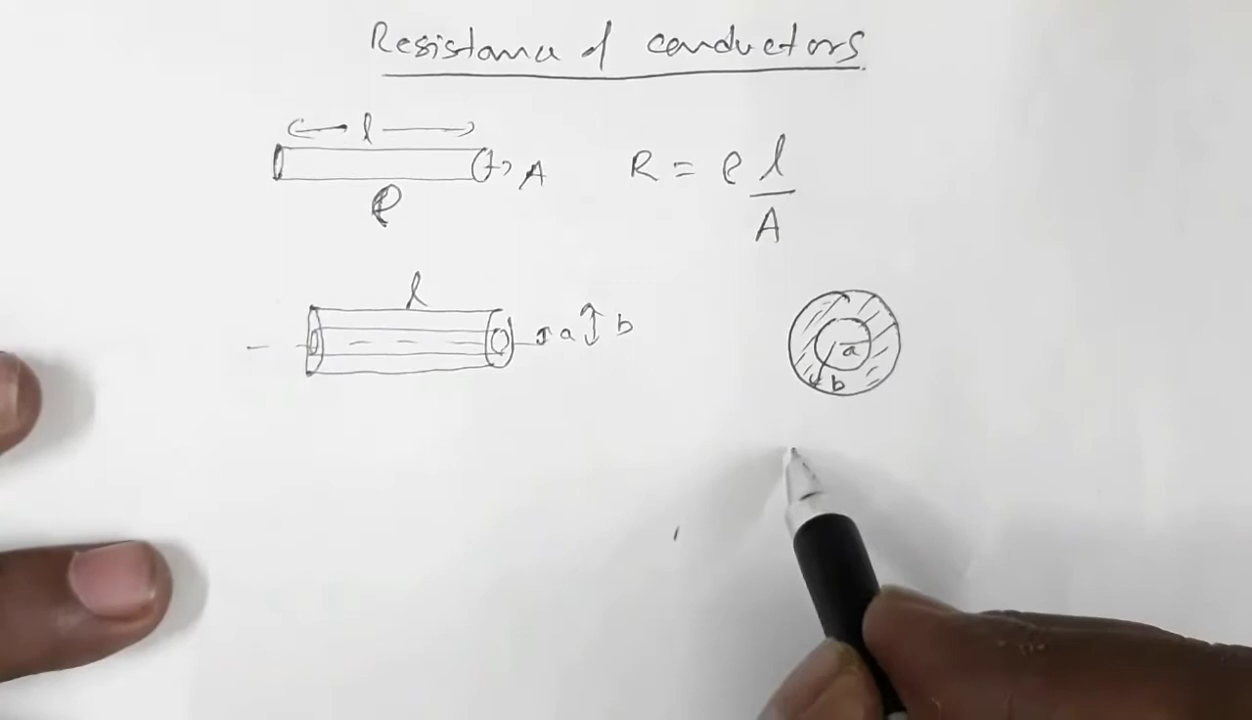 Resistance of conductors
l
A
R = ρ l / A
ρ
l
a b
a
b